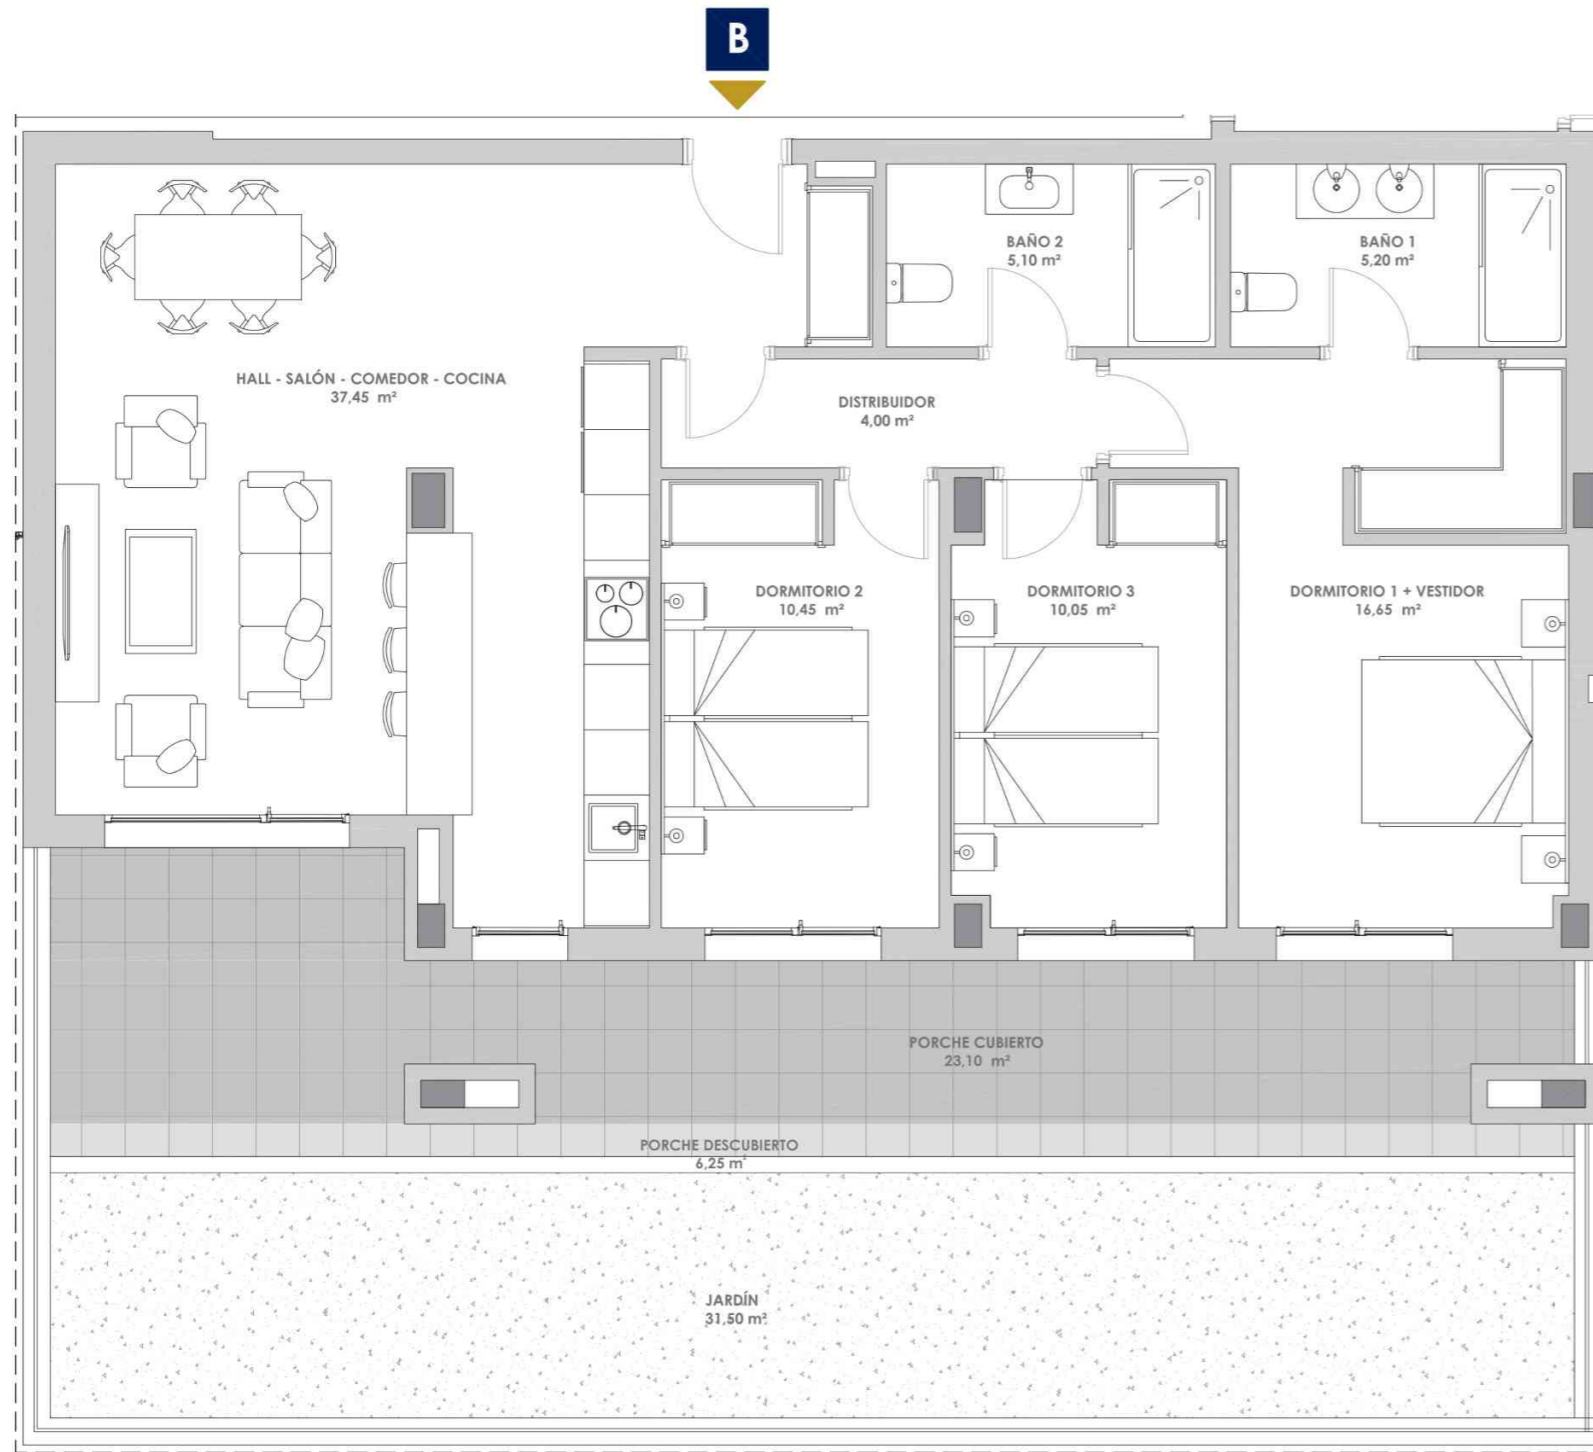 B
BAÑO 2
5,10 m²
BAÑO 1
5,20 m²
HALL - SALÓN - COMEDOR - COCINA
37,45 m²
DISTRIBUIDOR
4,00 m²
DORMITORIO 2
10,45 m²
DORMITORIO 3
10,05 m²
DORMITORIO 1 + VESTIDOR
16,65 m²
PORCHE CUBIERTO
23,10 m²
PORCHE DESCUBIERTO
6,25 m²
JARDÍN
31,50 m²